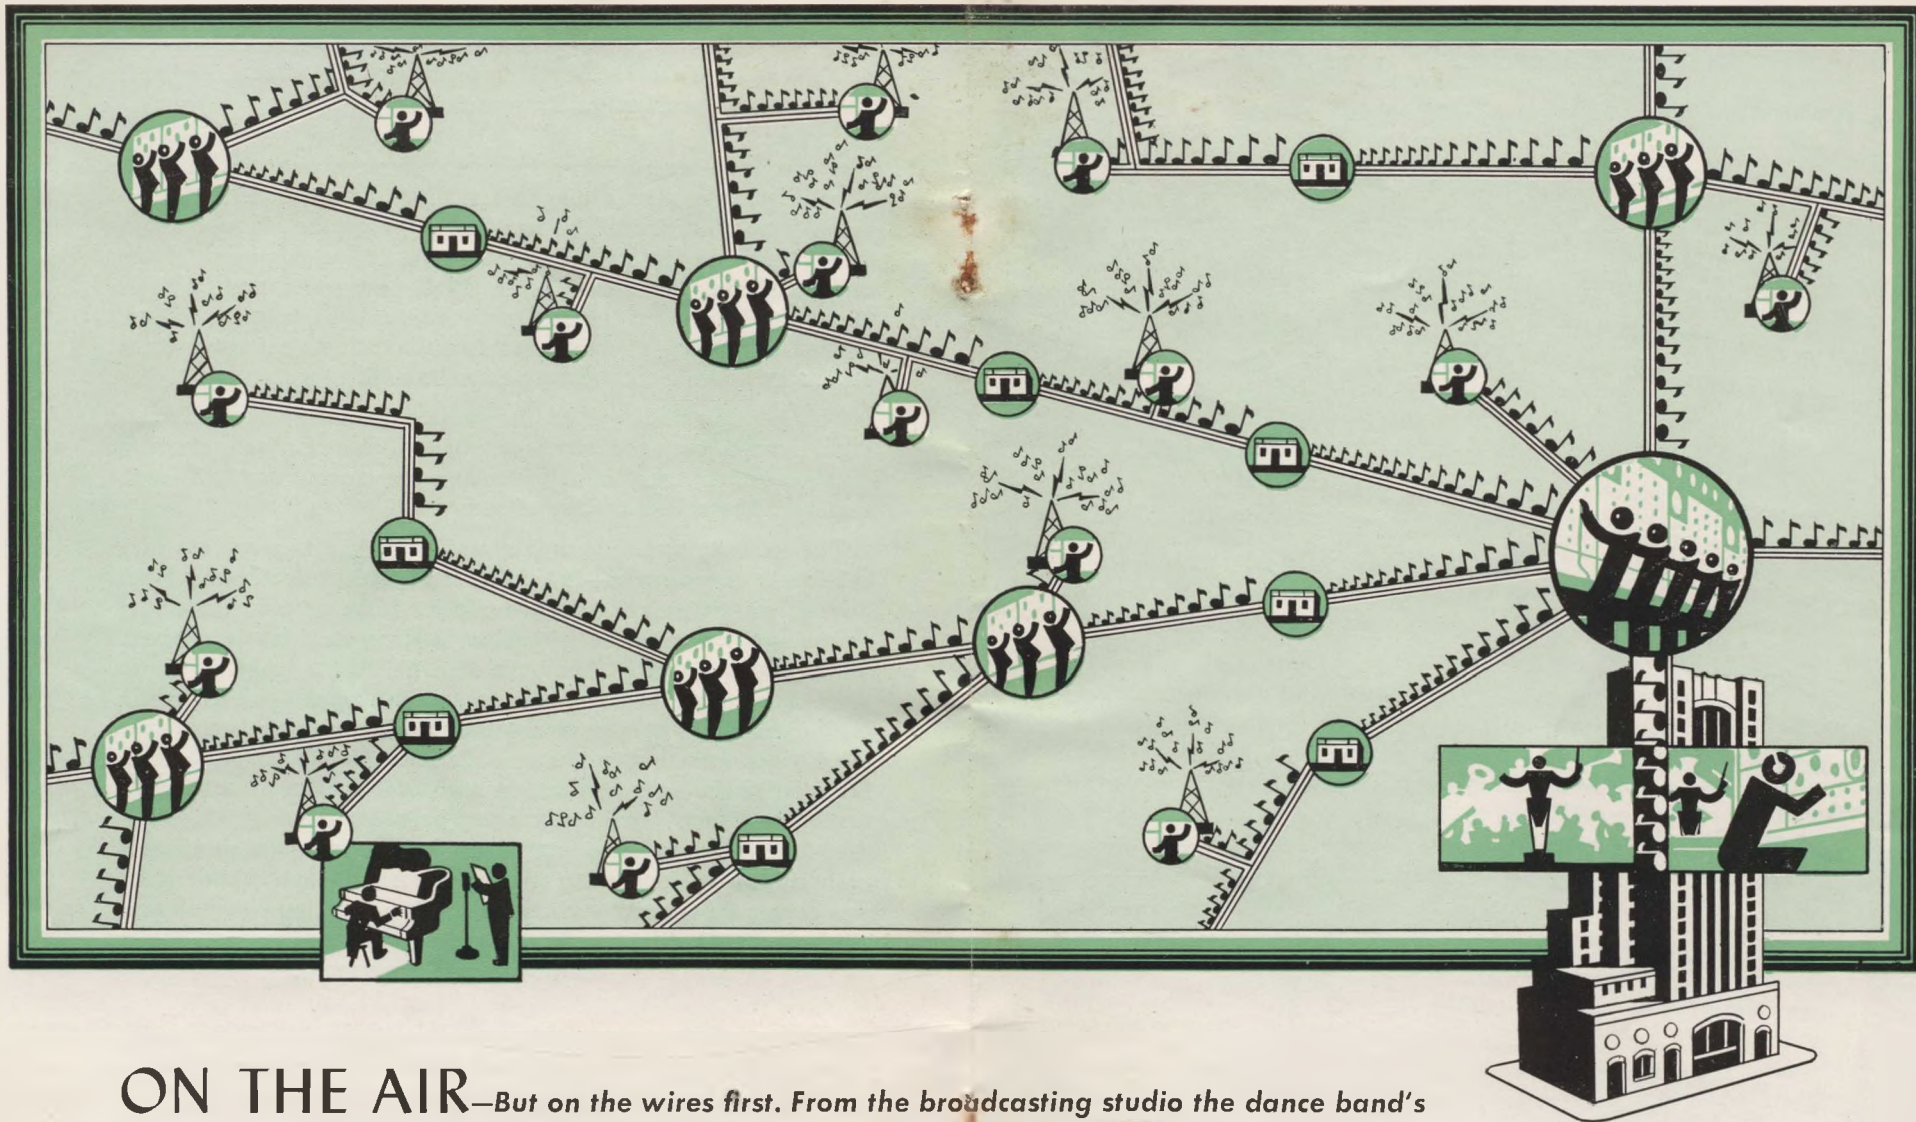 ON THE AIR—But on the wires first. From the broadcasting studio the dance band's